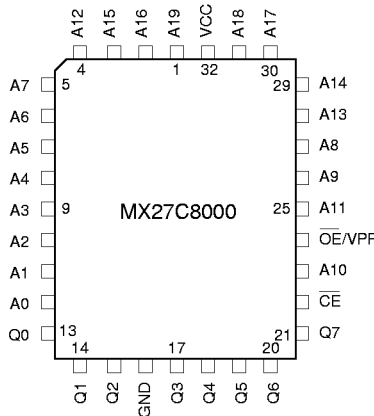 A12 A15 A16 A19 VCC A18 A17
4 1 32 30
A7 5 29 A14
A6 A13
A5 A8
A4 A9
A3 9 MX27C8000 25 A11
A2 OE/VPP
A1 A10
A0 CE
Q0 13 21 Q7
14 17 20
Q1 Q2 GND Q3 Q4 Q5 Q6